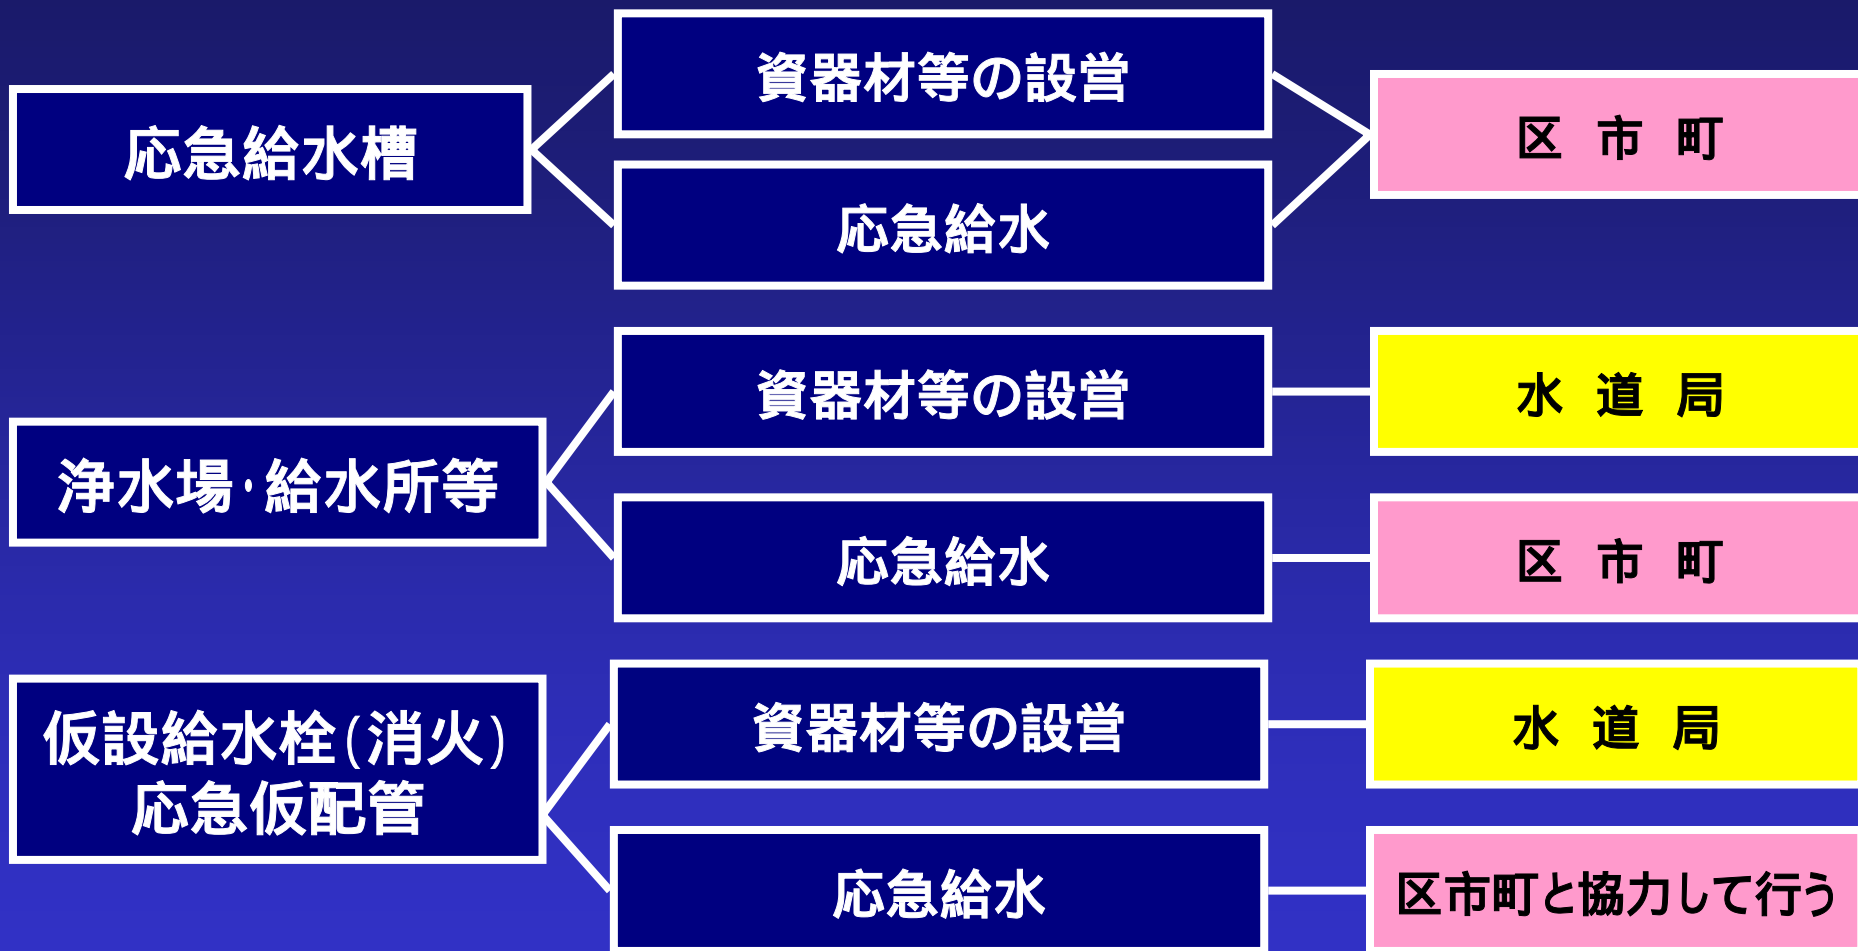 応急給水槽
資器材等の設営
応急給水
区 市 町
浄水場・給水所等
資器材等の設営
水 道 局
応急給水
区 市 町
仮設給水栓(消火)
応急仮配管
資器材等の設営
水 道 局
応急給水
区市町と協力して行う